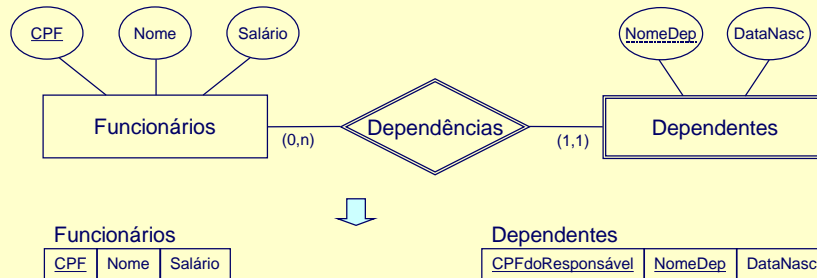 CPF Nome Salário NomeDep DataNasc
Funcionários Dependências Dependentes
(0,n) (1,1)
Funcionários Dependentes
CPF Nome Salário CPFdoResponsável NomeDep DataNasc